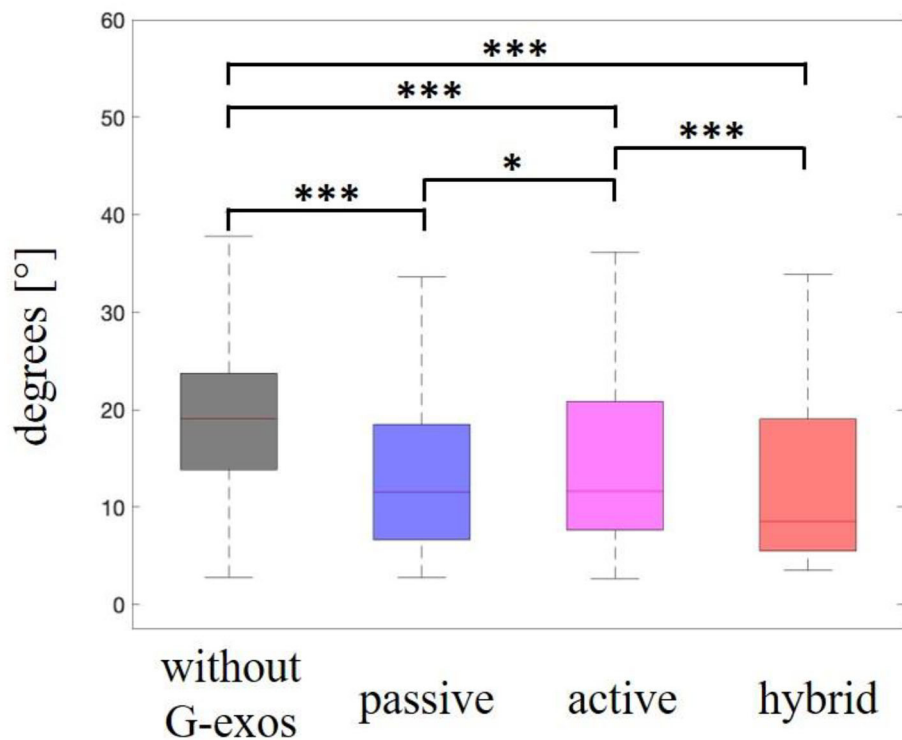 60
***
***
50
***
*
***
40
degrees [°]
30
20
10
0
without
G-exos
passive
active
hybrid